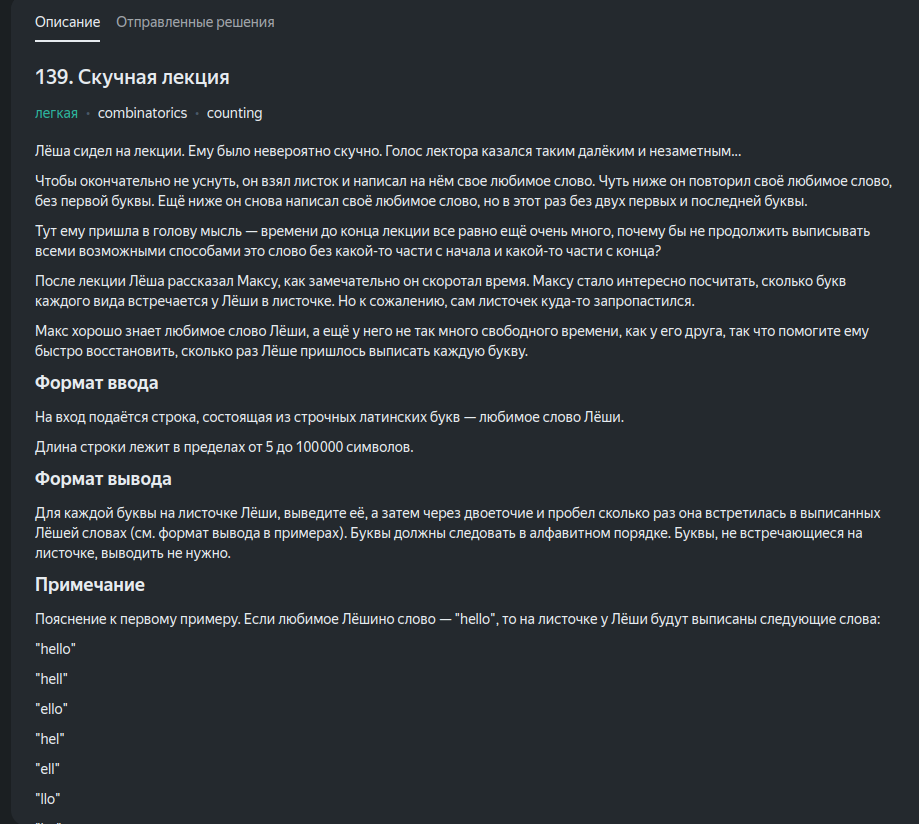 Описание Отправленные решения
139. Скучная лекция
легкая · combinatorics · counting
Лёша сидел на лекции. Ему было невероятно скучно. Голос лектора казался таким далёким и незаметным...
Чтобы окончательно не уснуть, он взял листок и написал на нём свое любимое слово. Чуть ниже он повторил своё любимое слово,
без первой буквы. Ещё ниже он снова написал своё любимое слово, но в этот раз без двух первых и последней буквы.
Тут ему пришла в голову мысль — времени до конца лекции все равно ещё очень много, почему бы не продолжить выписывать
всеми возможными способами это слово без какой-то части с начала и какой-то части с конца?
После лекции Лёша рассказал Максу, как замечательно он скоротал время. Максу стало интересно посчитать, сколько букв
каждого вида встречается у Лёши в листочке. Но к сожалению, сам листочек куда-то запропастился.
Макс хорошо знает любимое слово Лёши, а ещё у него не так много свободного времени, как у его друга, так что помогите ему
быстро восстановить, сколько раз Лёше пришлось выписать каждую букву.
Формат ввода
На вход подаётся строка, состоящая из строчных латинских букв — любимое слово Лёши.
Длина строки лежит в пределах от 5 до 100000 символов.
Формат вывода
Для каждой буквы на листочке Лёши, выведите её, а затем через двоеточие и пробел сколько раз она встретилась в выписанных
Лёшей словах (см. формат вывода в примерах). Буквы должны следовать в алфавитном порядке. Буквы, не встречающиеся на
листочке, выводить не нужно.
Примечание
Пояснение к первому примеру. Если любимое Лёшино слово — "hello", то на листочке у Лёши будут выписаны следующие слова:
"hello"
"hell"
"ello"
"hel"
"ell"
"llo"